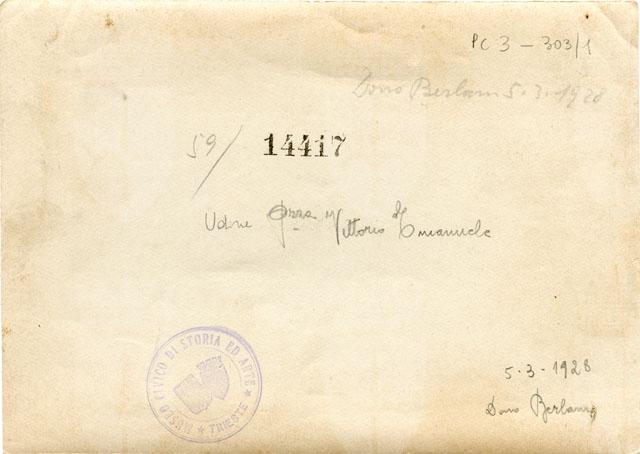 PC 3 - 303/1
Dono Berlam 5.3.1928
59/
14417
Udine Pzza Vittorio Emanuele
MUSEO CIVICO DI STORIA ED ARTE
★ TRIESTE ★
5.3.1928
Dono Berlam